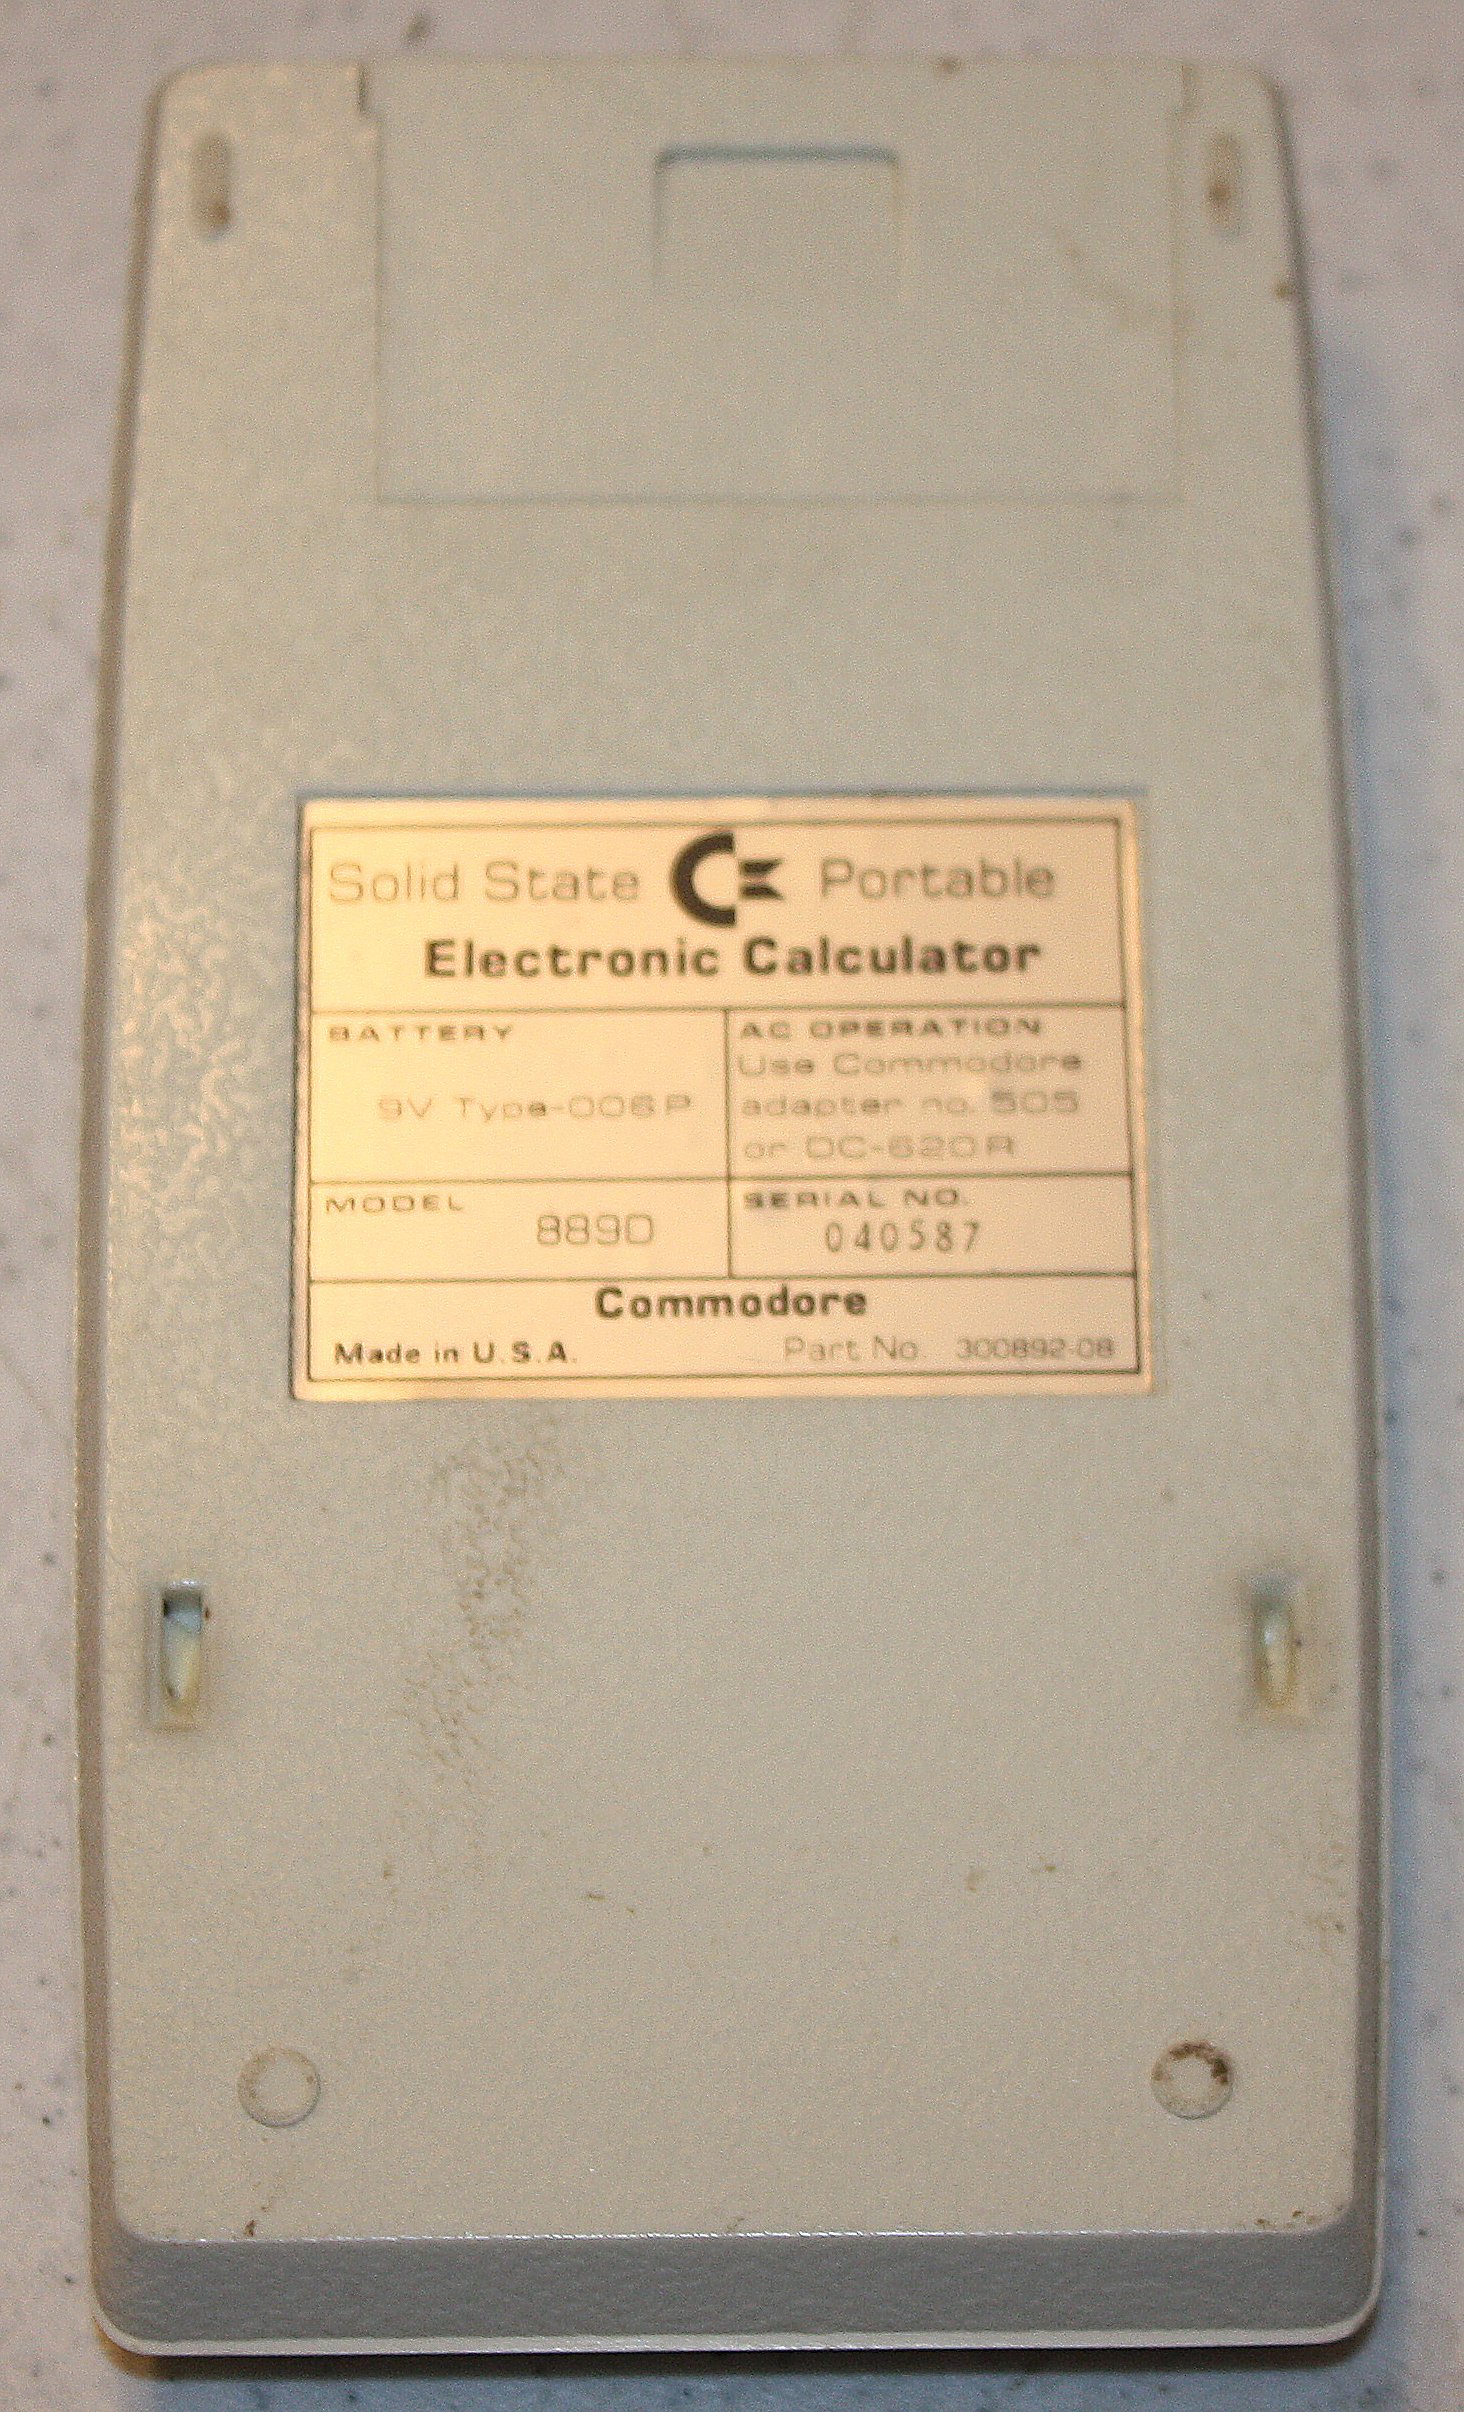 Solid State Portable
Electronic Calculator
BATTERY
9V Type-006P
AC OPERATION
Use Commodore
adapter no. 505
or DC-620R
MODEL
889D
SERIAL NO.
040587
Commodore
Made in U.S.A.
Part No. 300892-08